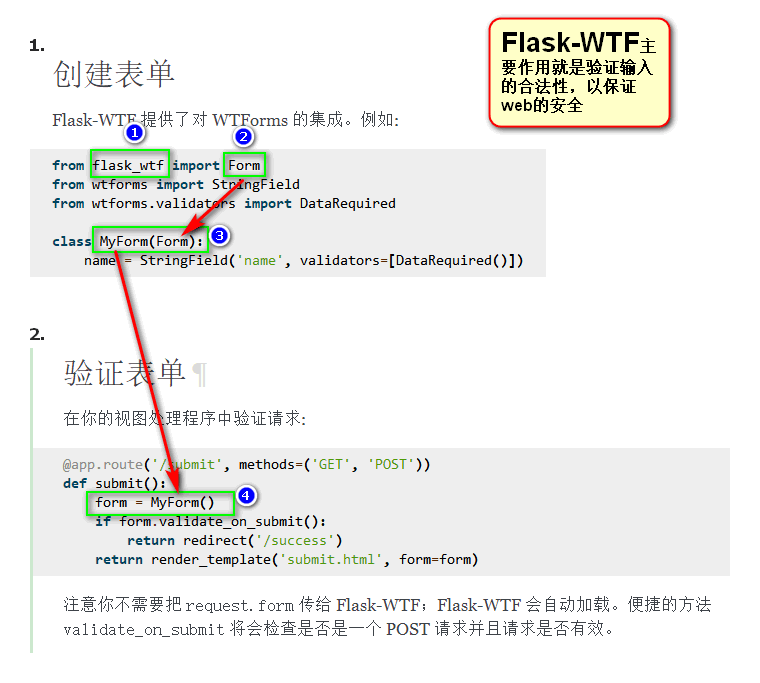 1.
创建表单
Flask-WTF 提供了对 WTForms 的集成。例如:
Flask-WTF主
要作用就是验证输入
的合法性，以保证
web的安全
1
2
from flask_wtf import Form
from wtforms import StringField
from wtforms.validators import DataRequired
3
class MyForm(Form):
name = StringField('name', validators=[DataRequired()])
2.
验证表单¶
在你的视图处理程序中验证请求:
@app.route('/submit', methods=('GET', 'POST'))
def submit():
4
form = MyForm()
if form.validate_on_submit():
return redirect('/success')
return render_template('submit.html', form=form)
注意你不需要把 request.form 传给 Flask-WTF；Flask-WTF 会自动加载。便捷的方法
validate_on_submit 将会检查是否是一个 POST 请求并且请求是否有效。